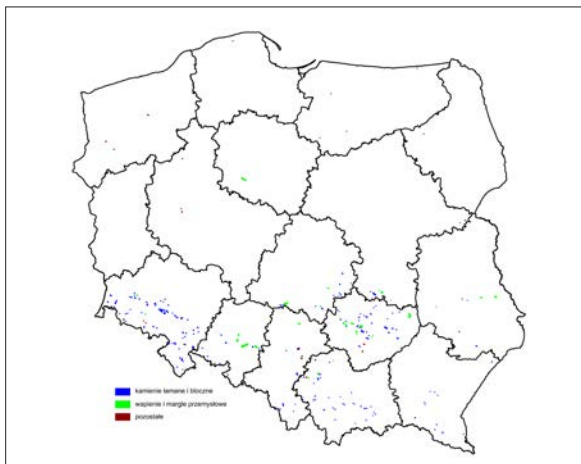 kamienie łamane i bloczne
wapienie i margle przemysłowe
pozostałe